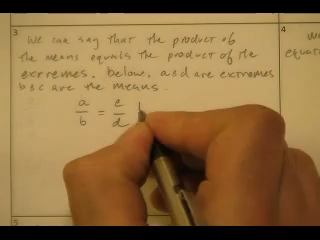 3
We can say that the product of
the means equals the product of the
extremes. Below, a & d are extremes
b & c are the means.
a/b = c/d
4
equatio
5